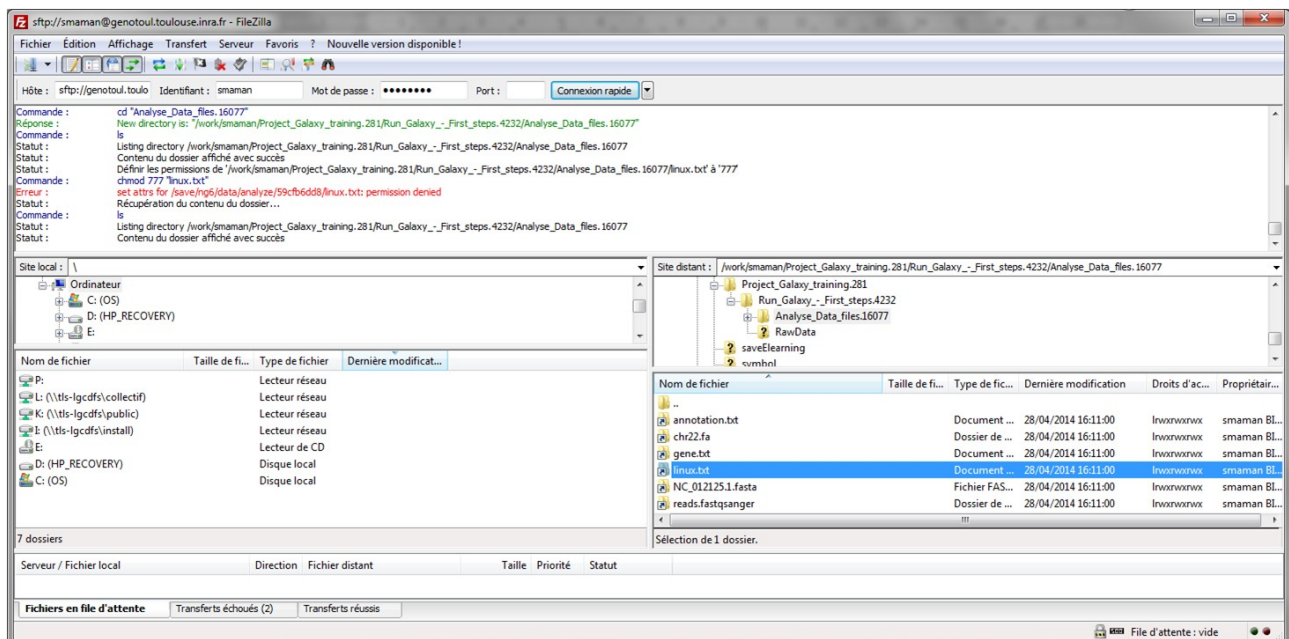 sftp://smaman@genotoul.toulouse.inra.fr - FileZilla
Fichier Édition Affichage Transfert Serveur Favoris ? Nouvelle version disponible !
Hôte : sftp://genotoul.toulo Identifiant : smaman Mot de passe : •••••••• Port : Connexion rapide
Commande : cd "Analyse_Data_files.16077"
Réponse : New directory is: "/work/smaman/Project_Galaxy_training.281/Run_Galaxy_-_First_steps.4232/Analyse_Data_files.16077"
Commande : ls
Statut : Listing directory /work/smaman/Project_Galaxy_training.281/Run_Galaxy_-_First_steps.4232/Analyse_Data_files.16077
Statut : Contenu du dossier affiché avec succès
Statut : Définir les permissions de '/work/smaman/Project_Galaxy_training.281/Run_Galaxy_-_First_steps.4232/Analyse_Data_files.16077/linux.txt' à '777'
Commande : chmod 777 "linux.txt"
Erreur : set attrs for /save/ng6/data/analyze/59cfb6dd8/linux.txt: permission denied
Statut : Récupération du contenu du dossier...
Commande : ls
Statut : Listing directory /work/smaman/Project_Galaxy_training.281/Run_Galaxy_-_First_steps.4232/Analyse_Data_files.16077
Statut : Contenu du dossier affiché avec succès
Site local : \
Ordinateur
C: (OS)
D: (HP_RECOVERY)
E:
Nom de fichier Taille de fi... Type de fichier Dernière modificat...
P: Lecteur réseau
L: (\\tls-lgcdfs\collectif) Lecteur réseau
K: (\\tls-lgcdfs\public) Lecteur réseau
I: (\\tls-lgcdfs\install) Lecteur réseau
E: Lecteur de CD
D: (HP_RECOVERY) Disque local
C: (OS) Disque local
7 dossiers
Site distant : /work/smaman/Project_Galaxy_training.281/Run_Galaxy_-_First_steps.4232/Analyse_Data_files.16077
Project_Galaxy_training.281
Run_Galaxy_-_First_steps.4232
Analyse_Data_files.16077
RawData
saveElearning
symbol
Nom de fichier Taille de fi... Type de fic... Dernière modification Droits d'ac... Propriétair...
..
annotation.txt Document ... 28/04/2014 16:11:00 lrwxrwxrwx smaman BI...
chr22.fa Dossier de ... 28/04/2014 16:11:00 lrwxrwxrwx smaman BI...
gene.txt Document ... 28/04/2014 16:11:00 lrwxrwxrwx smaman BI...
linux.txt Document ... 28/04/2014 16:11:00 lrwxrwxrwx smaman BI...
NC_012125.1.fasta Fichier FAS... 28/04/2014 16:11:00 lrwxrwxrwx smaman BI...
reads.fastqsanger Dossier de ... 28/04/2014 16:11:00 lrwxrwxrwx smaman BI...
Sélection de 1 dossier.
Serveur / Fichier local Direction Fichier distant Taille Priorité Statut
Fichiers en file d'attente Transferts échoués (2) Transferts réussis
File d'attente : vide